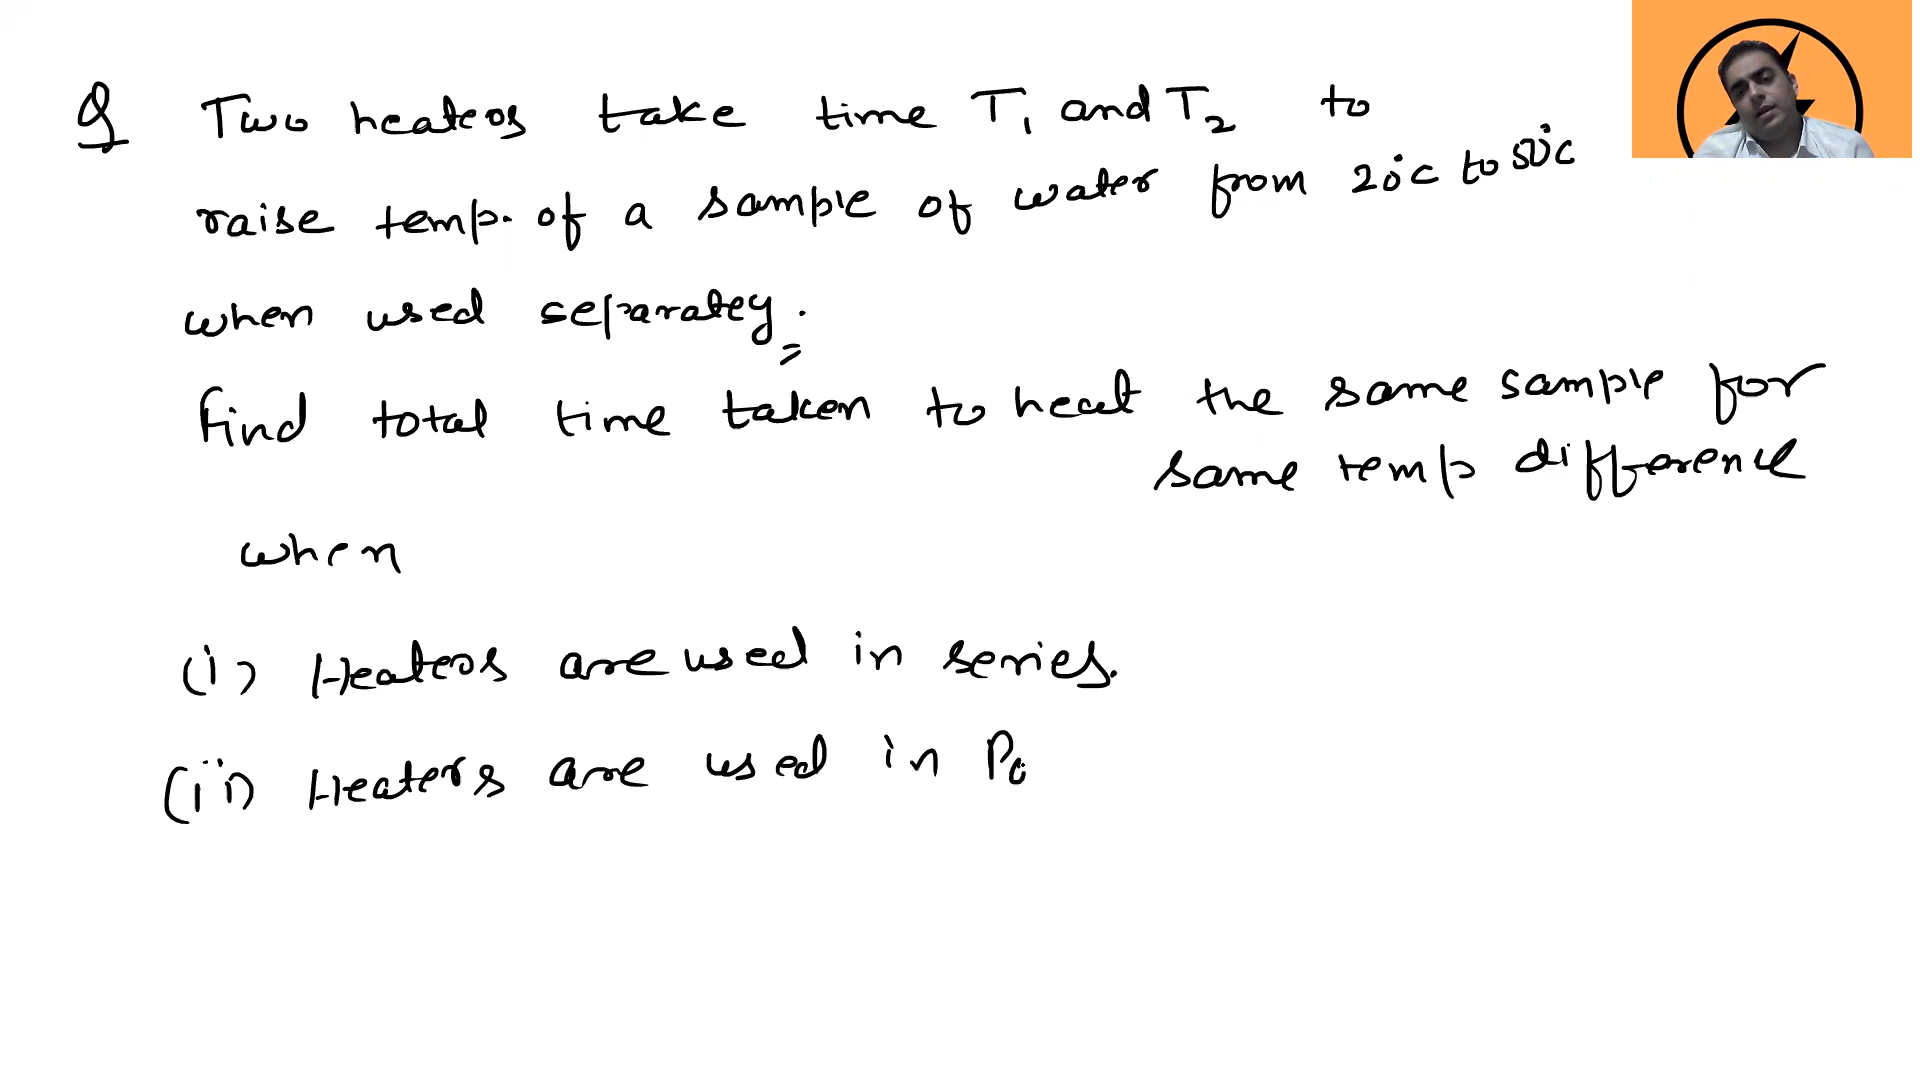 Q Two heaters take time T₁ and T₂ to
raise temp. of a sample of water from 20°C to 50°C
when used separatey.
Find total time taken to heat the same sample for
same temp difference
when
(i) Heaters are used in series.
(ii) Heaters are used in Pa